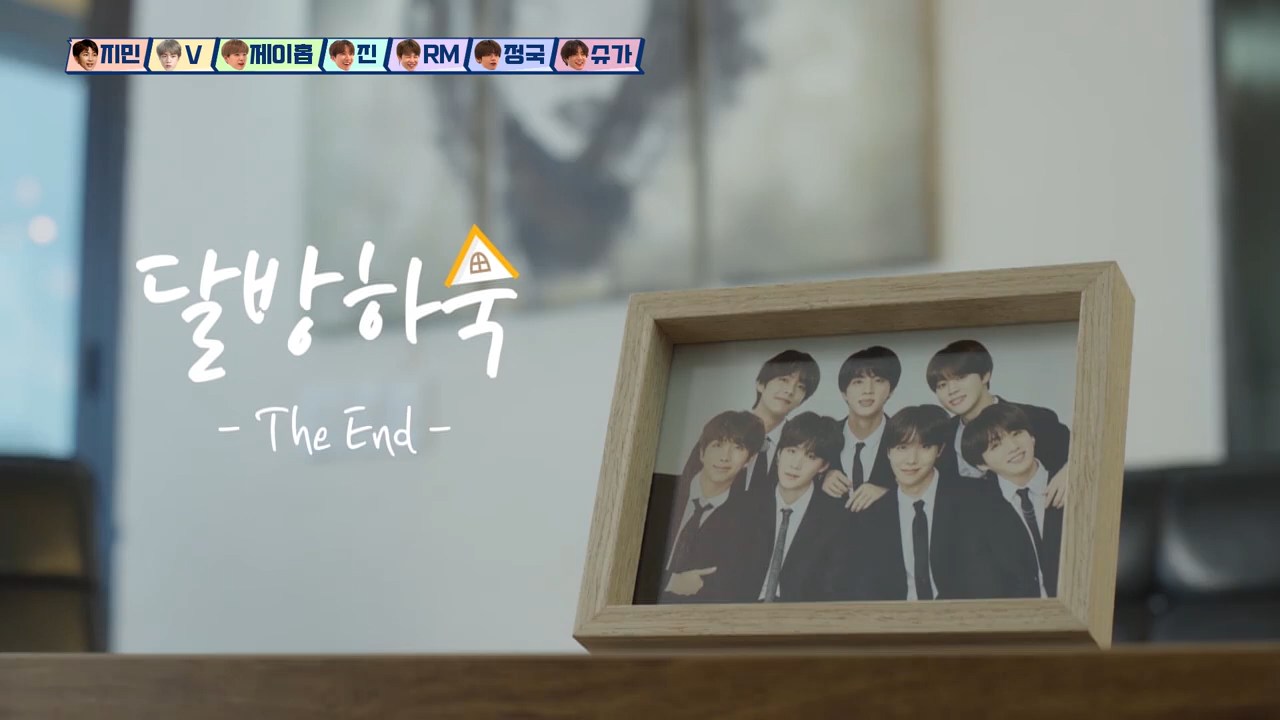 지민 V 제이홉 진 RM 정국 슈가
달방하숙
- The End -